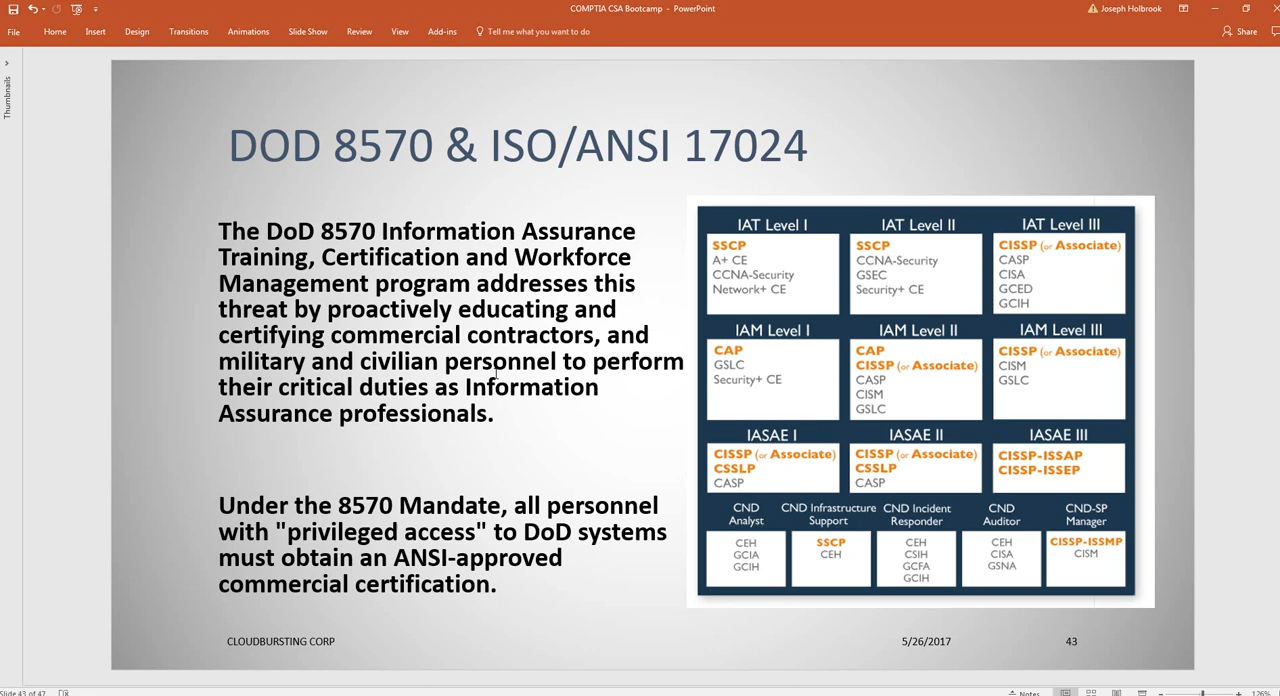 COMPTIA CSA Bootcamp - PowerPoint
Joseph Holbrook
File Home Insert Design Transitions Animations Slide Show Review View Add-ins Tell me what you want to do
Share
Thumbnails
DOD 8570 & ISO/ANSI 17024
The DoD 8570 Information Assurance
Training, Certification and Workforce
Management program addresses this
threat by proactively educating and
certifying commercial contractors, and
military and civilian personnel to perform
their critical duties as Information
Assurance professionals.
Under the 8570 Mandate, all personnel
with "privileged access" to DoD systems
must obtain an ANSI-approved
commercial certification.
IAT Level I
SSCP
A+ CE
CCNA-Security
Network+ CE
IAT Level II
SSCP
CCNA-Security
GSEC
Security+ CE
IAT Level III
CISSP (or Associate)
CASP
CISA
GCED
GCIH
IAM Level I
CAP
GSLC
Security+ CE
IAM Level II
CAP
CISSP (or Associate)
CASP
CISM
GSLC
IAM Level III
CISSP (or Associate)
CISM
GSLC
IASAE I
CISSP (or Associate)
CSSLP
CASP
IASAE II
CISSP (or Associate)
CSSLP
CASP
IASAE III
CISSP-ISSAP
CISSP-ISSEP
CND
Analyst
CEH
GCIA
GCIH
CND Infrastructure
Support
SSCP
CEH
CND Incident
Responder
CEH
CSIH
GCFA
GCIH
CND
Auditor
CEH
CISA
GSNA
CND-SP
Manager
CISSP-ISSMP
CISM
CLOUDBURSTING CORP
5/26/2017
43
Slide 43 of 47
Notes
126%